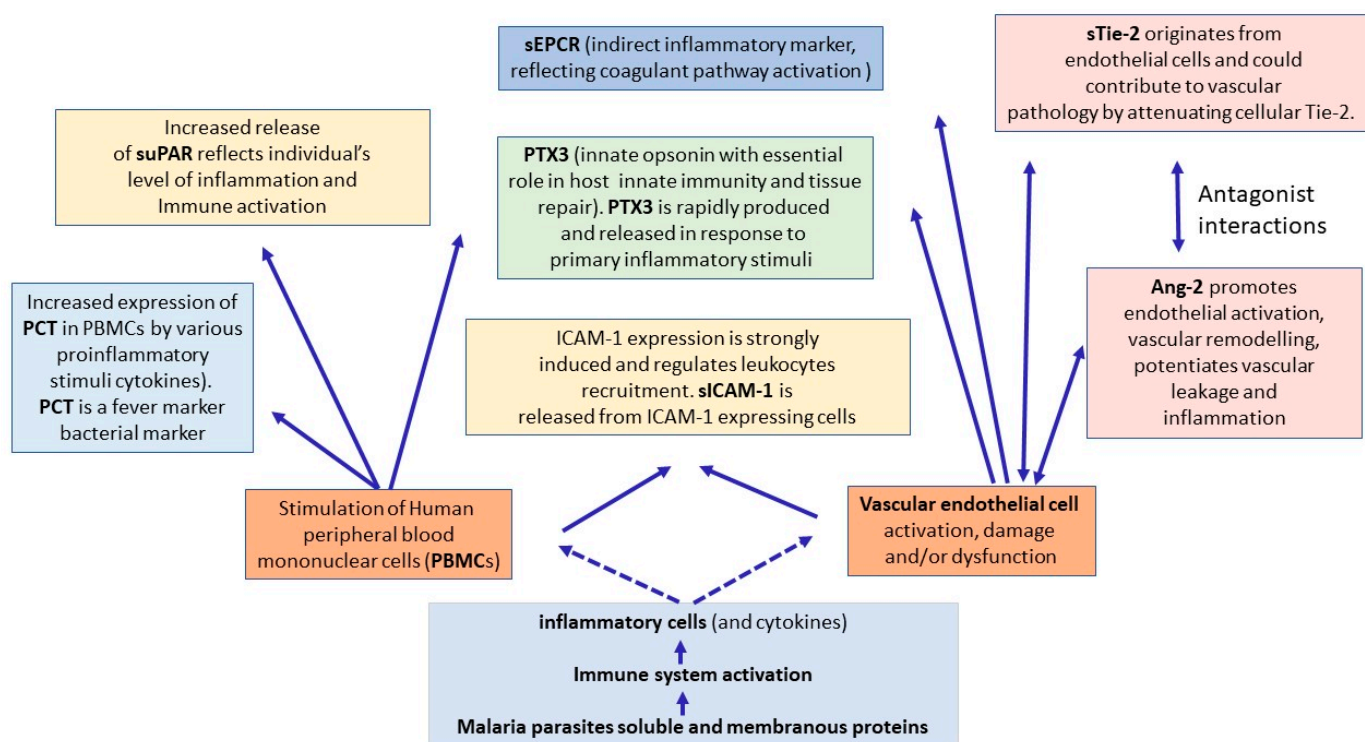 sEPCR (indirect inflammatory marker,
reflecting coagulant pathway activation )
sTie-2 originates from
endothelial cells and could
contribute to vascular
pathology by attenuating cellular Tie-2.
Increased release
of suPAR reflects individual’s
level of inflammation and
Immune activation
PTX3 (innate opsonin with essential
role in host innate immunity and tissue
repair). PTX3 is rapidly produced
and released in response to
primary inflammatory stimuli
Antagonist
interactions
Increased expression of
PCT in PBMCs by various
proinflammatory
stimuli cytokines).
PCT is a fever marker
bacterial marker
ICAM-1 expression is strongly
induced and regulates leukocytes
recruitment. sICAM-1 is
released from ICAM-1 expressing cells
Ang-2 promotes
endothelial activation,
vascular remodelling,
potentiates vascular
leakage and
inflammation
Stimulation of Human
peripheral blood
mononuclear cells (PBMCs)
Vascular endothelial cell
activation, damage
and/or dysfunction
inflammatory cells (and cytokines)
Immune system activation
Malaria parasites soluble and membranous proteins